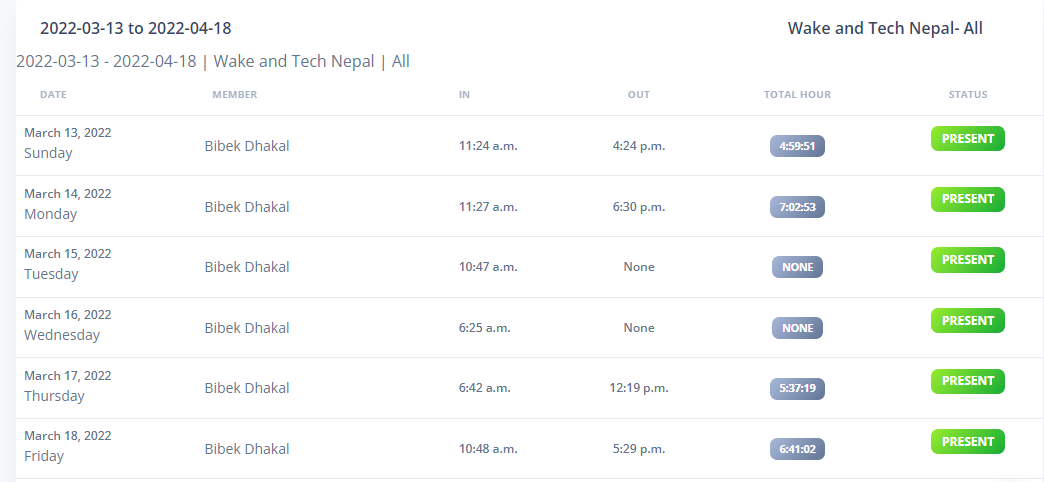 2022-03-13 to 2022-04-18 Wake and Tech Nepal- All
2022-03-13 - 2022-04-18 | Wake and Tech Nepal | All
DATE MEMBER IN OUT TOTAL HOUR STATUS
March 13, 2022
Sunday Bibek Dhakal 11:24 a.m. 4:24 p.m. 4:59:51 PRESENT
March 14, 2022
Monday Bibek Dhakal 11:27 a.m. 6:30 p.m. 7:02:53 PRESENT
March 15, 2022
Tuesday Bibek Dhakal 10:47 a.m. None NONE PRESENT
March 16, 2022
Wednesday Bibek Dhakal 6:25 a.m. None NONE PRESENT
March 17, 2022
Thursday Bibek Dhakal 6:42 a.m. 12:19 p.m. 5:37:19 PRESENT
March 18, 2022
Friday Bibek Dhakal 10:48 a.m. 5:29 p.m. 6:41:02 PRESENT